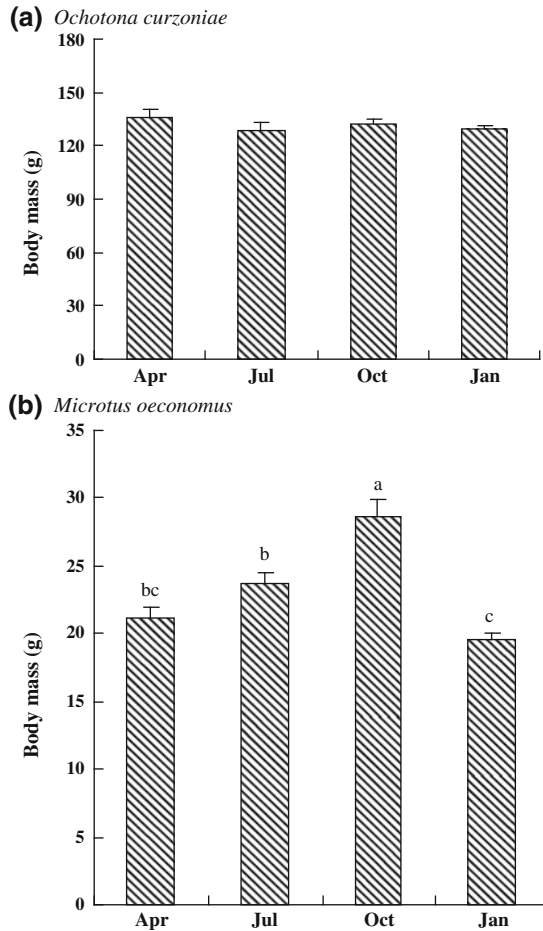 (a) Ochotona curzoniae
180
150
120
90
60
30
0
Body mass (g)
Apr Jul Oct Jan
(b) Microtus oeconomus
35
30
25
20
15
10
5
0
Body mass (g)
bc
b
a
c
Apr Jul Oct Jan